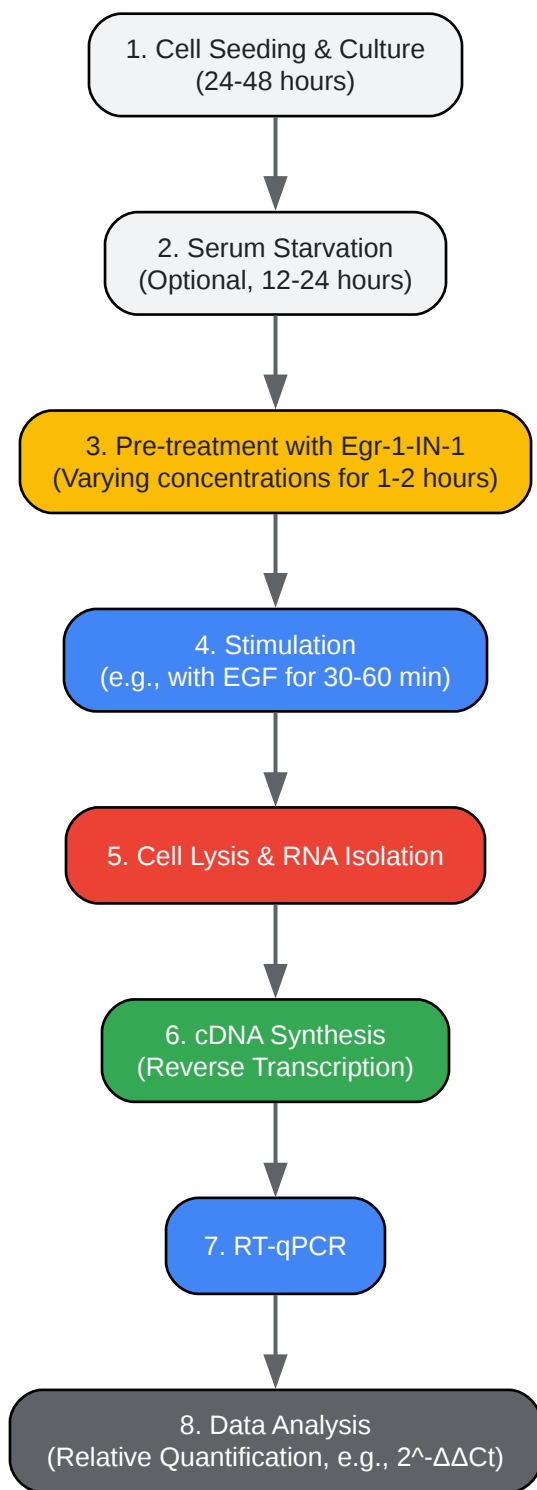 1. Cell Seeding & Culture
(24-48 hours)
2. Serum Starvation
(Optional, 12-24 hours)
3. Pre-treatment with Egr-1-IN-1
(Varying concentrations for 1-2 hours)
4. Stimulation
(e.g., with EGF for 30-60 min)
5. Cell Lysis & RNA Isolation
6. cDNA Synthesis
(Reverse Transcription)
7. RT-qPCR
8. Data Analysis
(Relative Quantification, e.g., 2^-ΔΔCt)